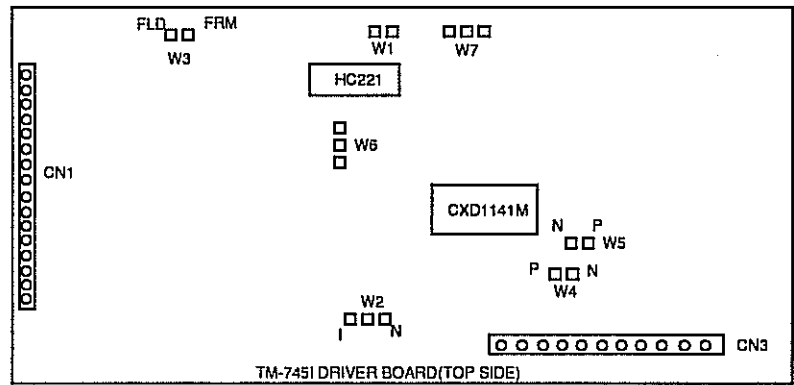 FLD FRM
W3
W1
W7
HC221
W6
CN1
CXD1141M
N P
W5
P N
W4
W2
I N
CN3
TM-745I DRIVER BOARD(TOP SIDE)